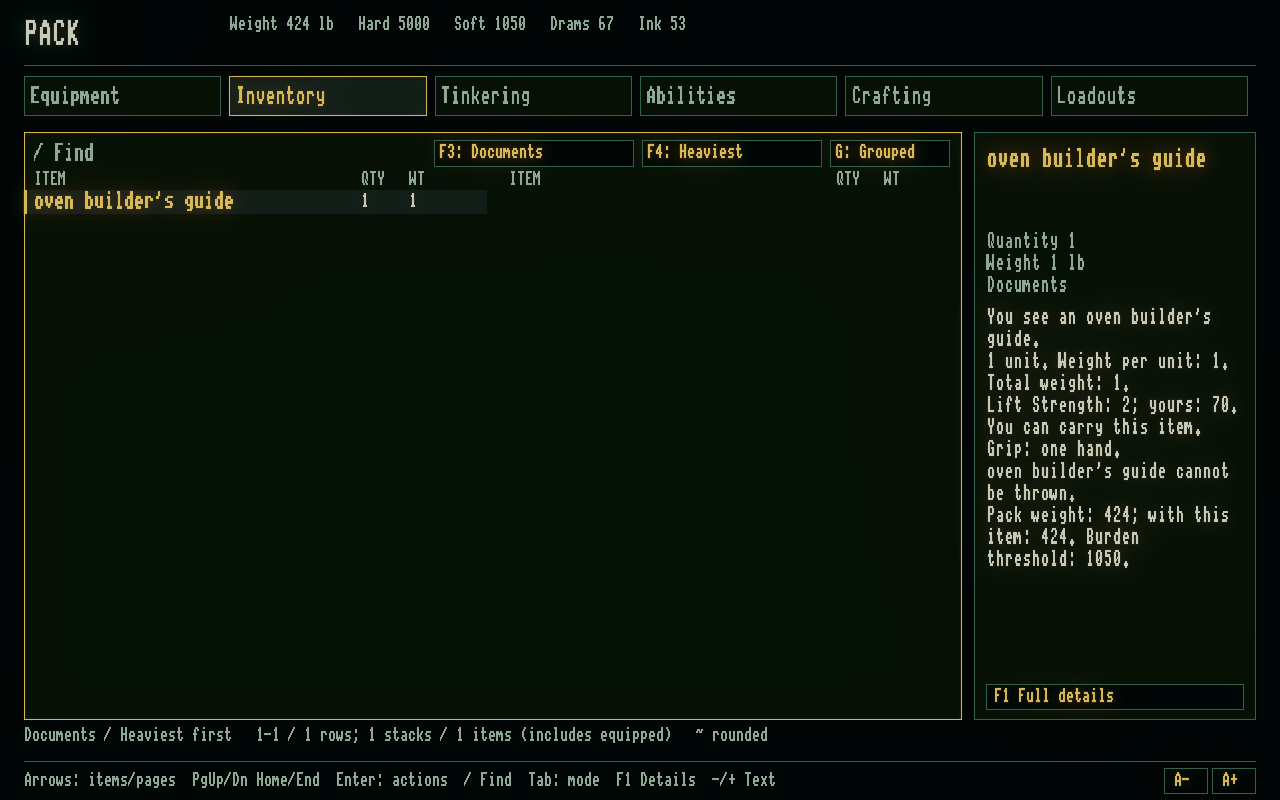 PACK
Weight 424 lb Hard 5000 Soft 1050 Drams 67 Ink 53
Equipment Inventory Tinkering Abilities Crafting Loadouts
/ Find F3: Documents F4: Heaviest G: Grouped
ITEM QTY WT ITEM QTY WT
oven builder's guide 1 1
oven builder's guide
Quantity 1
Weight 1 lb
Documents
You see an oven builder's
guide.
1 unit. Weight per unit: 1.
Total weight: 1.
Lift Strength: 2; yours: 70.
You can carry this item.
Grip: one hand.
oven builder's guide cannot
be thrown.
Pack weight: 424; with this
item: 424. Burden
threshold: 1050.
F1 Full details
Documents / Heaviest first 1-1 / 1 rows; 1 stacks / 1 items (includes equipped) ~ rounded
Arrows: items/pages PgUp/Dn Home/End Enter: actions / Find Tab: mode F1 Details -/+ Text
A- A+